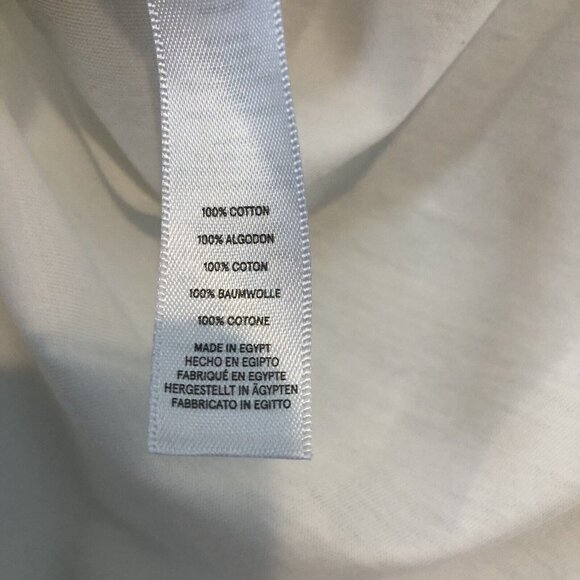 100% COTTON
100% ALGODON
100% COTON
100% BAUMWOLLE
100% COTONE
MADE IN EGYPT
HECHO EN EGIPTO
FABRIQUÉ EN EGYPTE
HERGESTELLT IN ÄGYPTEN
FABBRICATO IN EGITTO